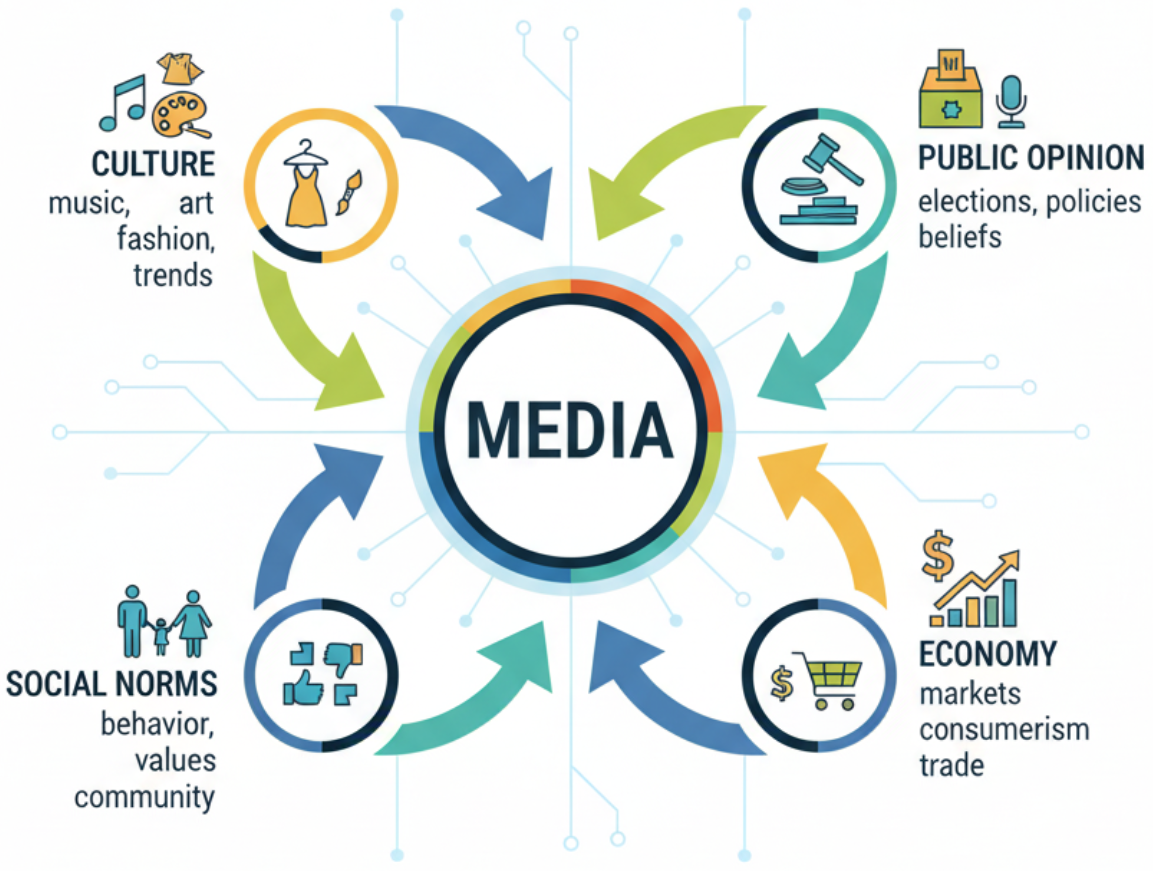 CULTURE
music, art
fashion,
trends
PUBLIC OPINION
elections, policies
beliefs
MEDIA
SOCIAL NORMS
behavior,
values
community
$
ECONOMY
markets
consumerism
trade
$